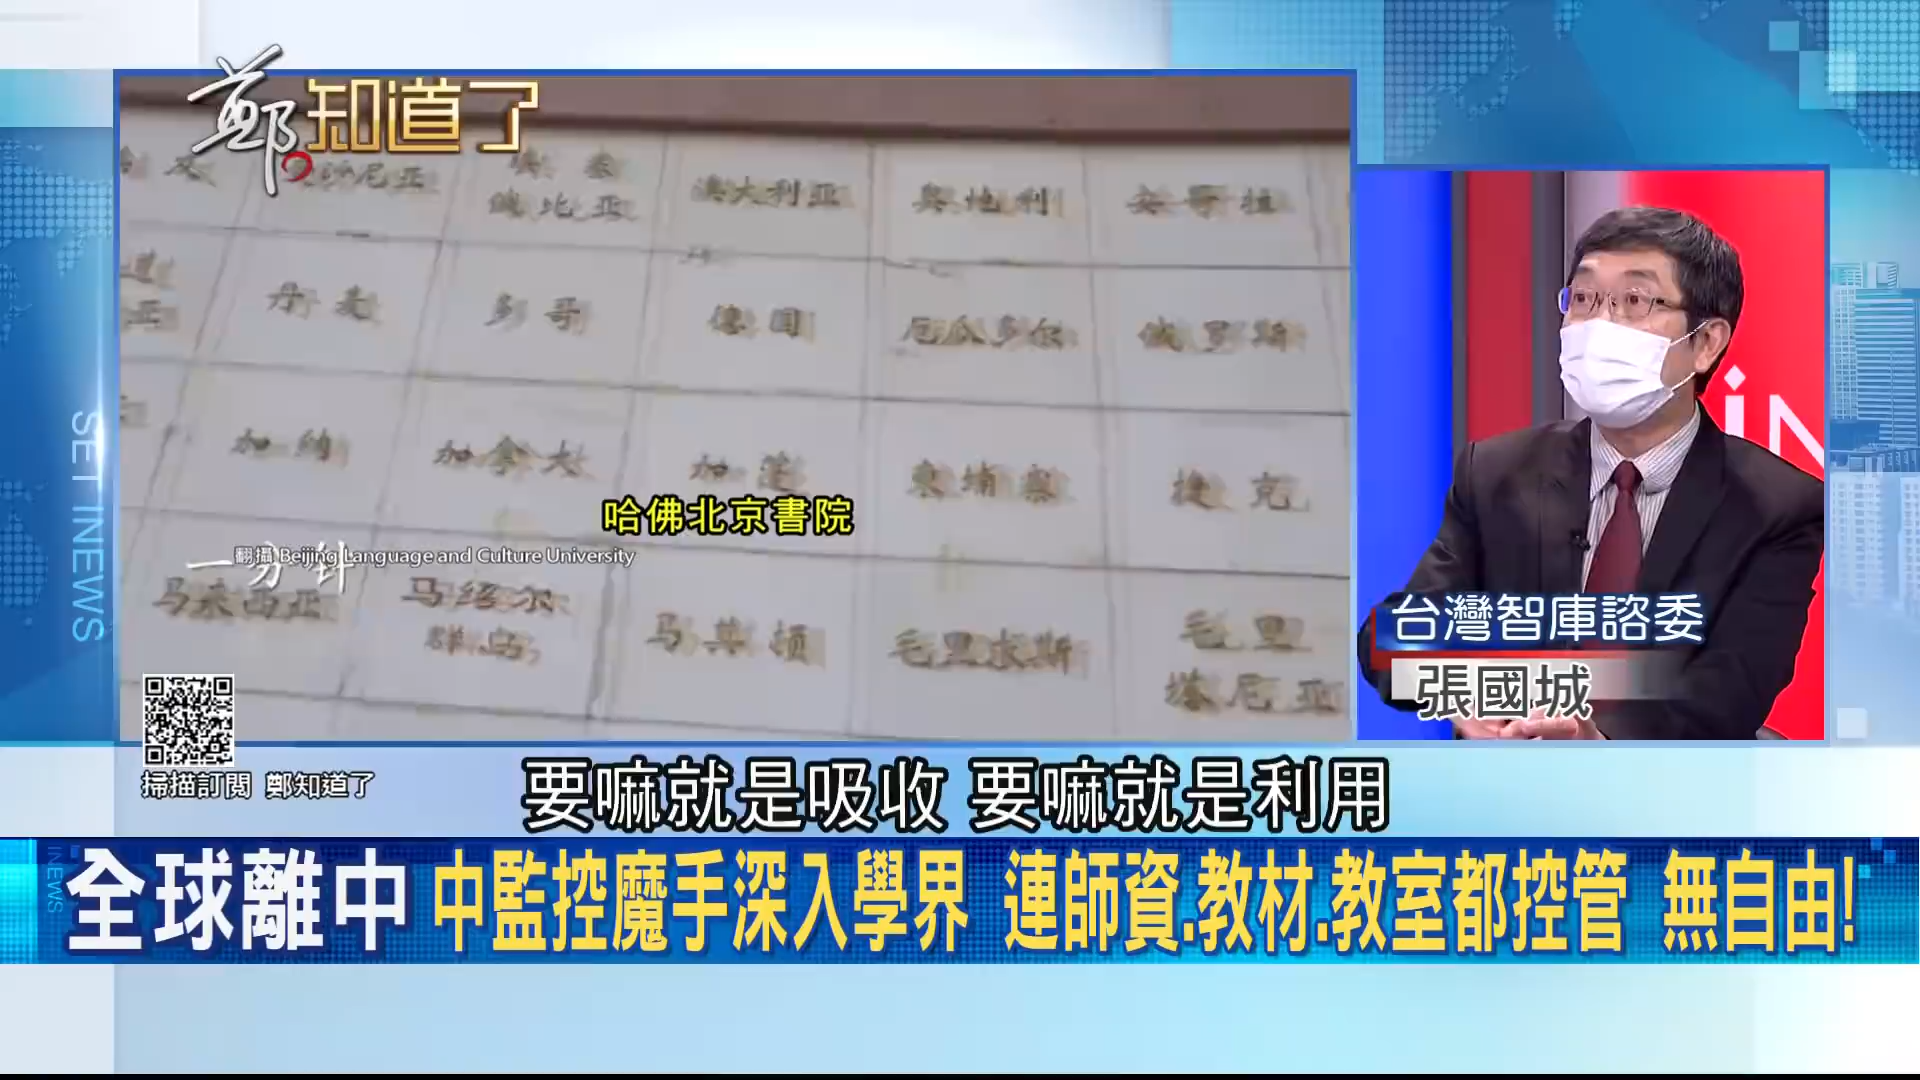 鄭知道了
澳大利亚
奥地利
安哥拉
丹麦
多哥
德国
厄瓜多尔
俄罗斯
加纳
加拿大
加蓬
柬埔寨
捷克
哈佛北京書院
翻攝 Beijing Language and Culture University
一分钟
马来西亚
马绍尔
群岛
马其顿
毛里求斯
毛里
塔尼亚
SET INEWS
台灣智庫諮委
張國城
掃描訂閱 鄭知道了
要嘛就是吸收 要嘛就是利用
INEWS
全球離中 中監控魔手深入學界 連師資.教材.教室都控管 無自由!